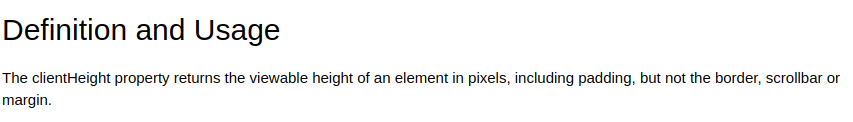 Definition and Usage
The clientHeight property returns the viewable height of an element in pixels, including padding, but not the border, scrollbar or
margin.